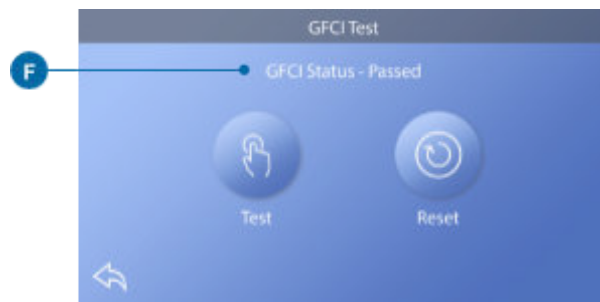 GFCI Test
F
GFCI Status - Passed
Test
Reset